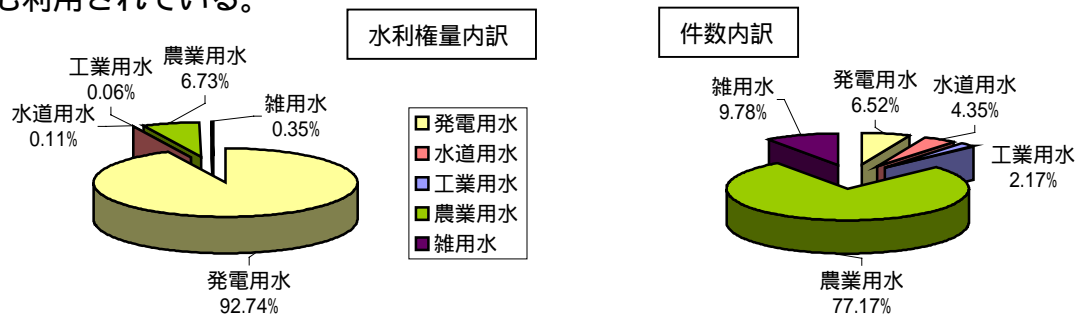 も利用されている。
水利権量内訳
工業用水
0.06%
農業用水
6.73%
水道用水
0.11%
雑用水
0.35%
発電用水
92.74%
発電用水
水道用水
工業用水
農業用水
雑用水
件数内訳
雑用水
9.78%
発電用水
6.52%
水道用水
4.35%
工業用水
2.17%
農業用水
77.17%